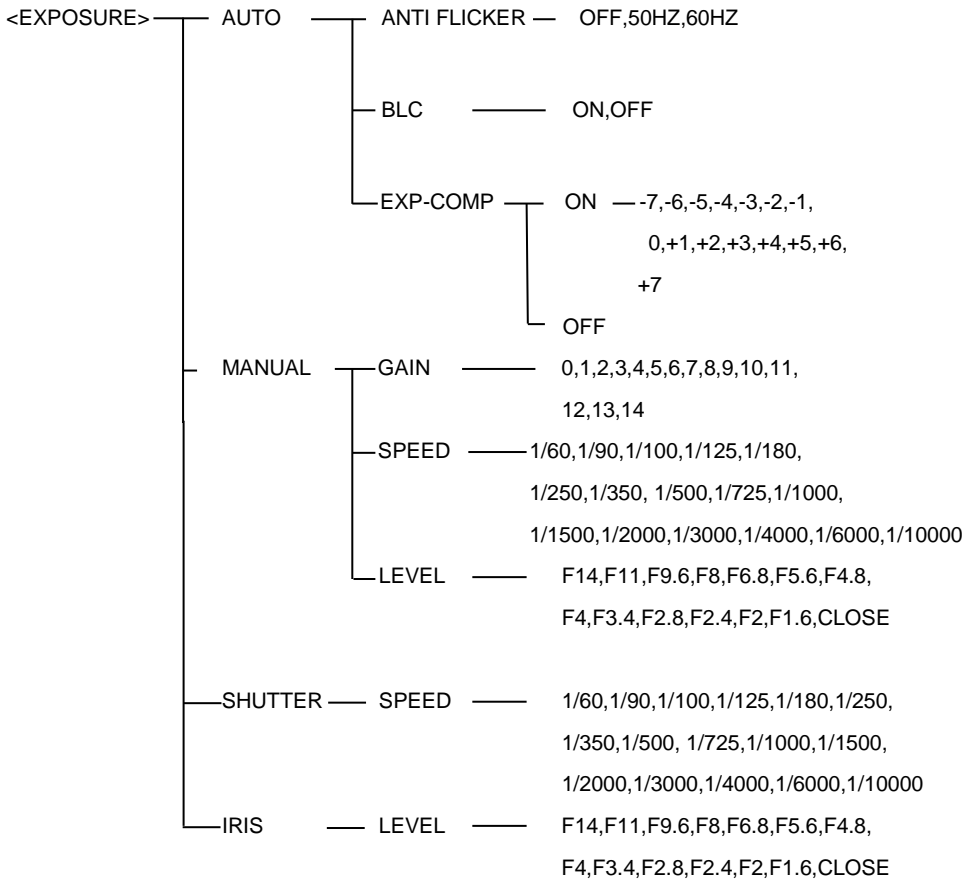 <EXPOSURE> AUTO ANTI FLICKER OFF,50HZ,60HZ
BLC ON,OFF
EXP-COMP ON -7,-6,-5,-4,-3,-2,-1,
0,+1,+2,+3,+4,+5,+6,
+7
OFF
MANUAL GAIN 0,1,2,3,4,5,6,7,8,9,10,11,
12,13,14
SPEED 1/60,1/90,1/100,1/125,1/180,
1/250,1/350, 1/500,1/725,1/1000,
1/1500,1/2000,1/3000,1/4000,1/6000,1/10000
LEVEL F14,F11,F9.6,F8,F6.8,F5.6,F4.8,
F4,F3.4,F2.8,F2.4,F2,F1.6,CLOSE
SHUTTER SPEED 1/60,1/90,1/100,1/125,1/180,1/250,
1/350,1/500, 1/725,1/1000,1/1500,
1/2000,1/3000,1/4000,1/6000,1/10000
IRIS LEVEL F14,F11,F9.6,F8,F6.8,F5.6,F4.8,
F4,F3.4,F2.8,F2.4,F2,F1.6,CLOSE